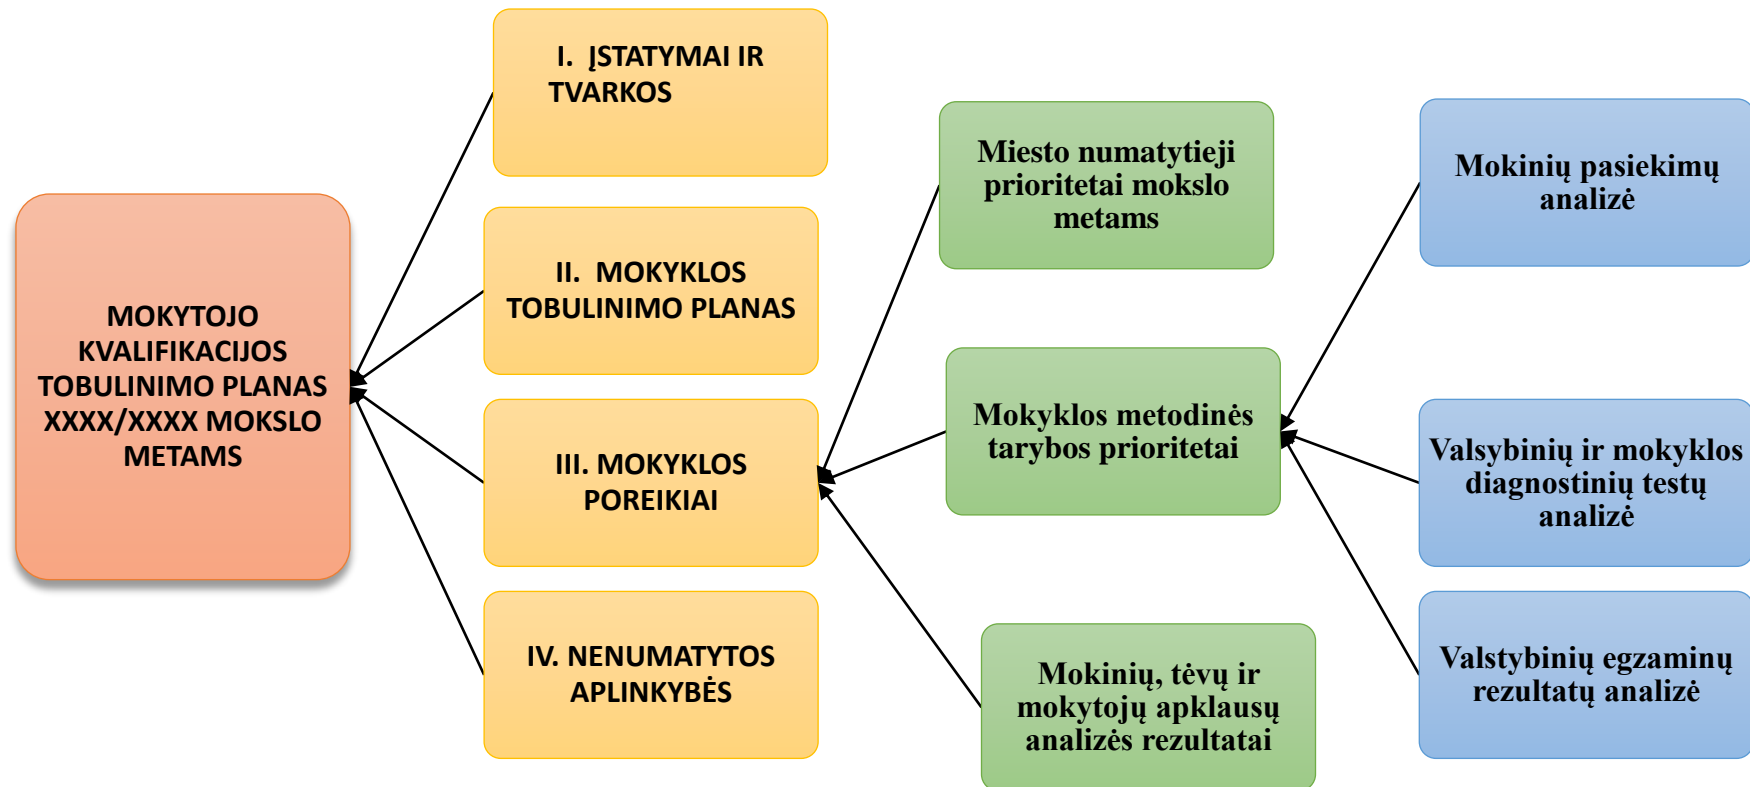 MOKYTOJO
KVALIFIKACIJOS
TOBULINIMO PLANAS
XXXX/XXXX MOKSLO
METAMS
I. ĮSTATYMAI IR
TVARKOS
II. MOKYKLOS
TOBULINIMO PLANAS
III. MOKYKLOS
POREIKIAI
IV. NENUMATYTOS
APLINKYBĖS
Miesto numatytieji
prioritetai mokslo
metams
Mokyklos metodinės
tarybos prioritetai
Mokinių, tėvų ir
mokytojų apklausų
analizės rezultatai
Mokinių pasiekimų
analizė
Valsybinių ir mokyklos
diagnostinių testų
analizė
Valstybinių egzaminų
rezultatų analizė